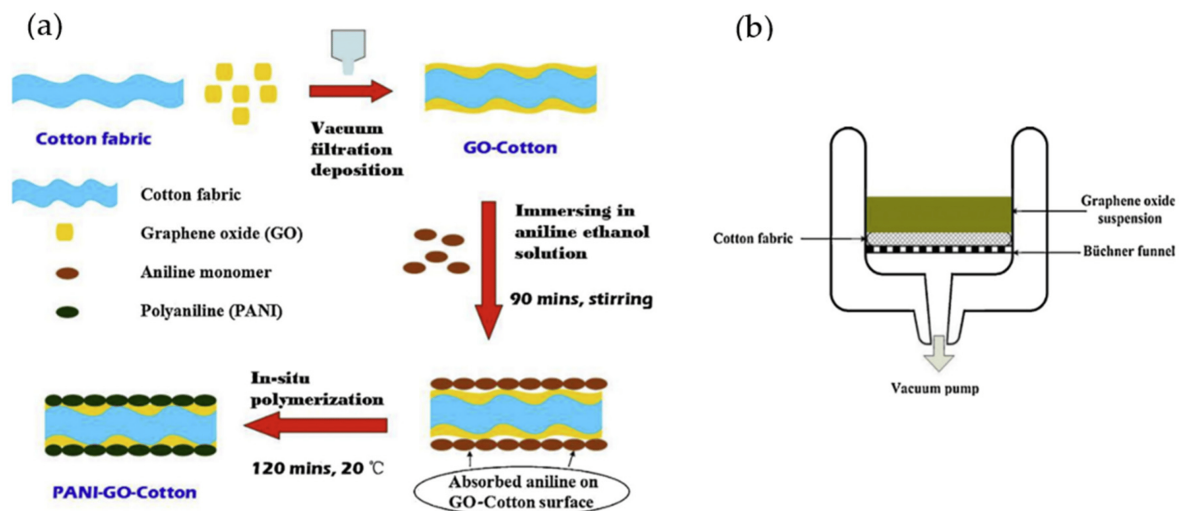 (a)
Cotton fabric
Vacuum
filtration
deposition
GO-Cotton
Cotton fabric
Graphene oxide (GO)
Aniline monomer
Polyaniline (PANI)
Immersing in
aniline ethanol
solution
90 mins, stirring
In-situ
polymerization
120 mins, 20 ℃
PANI-GO-Cotton
Absorbed aniline on
GO-Cotton surface
(b)
Graphene oxide
suspension
Cotton fabric
Büchner funnel
Vacuum pump